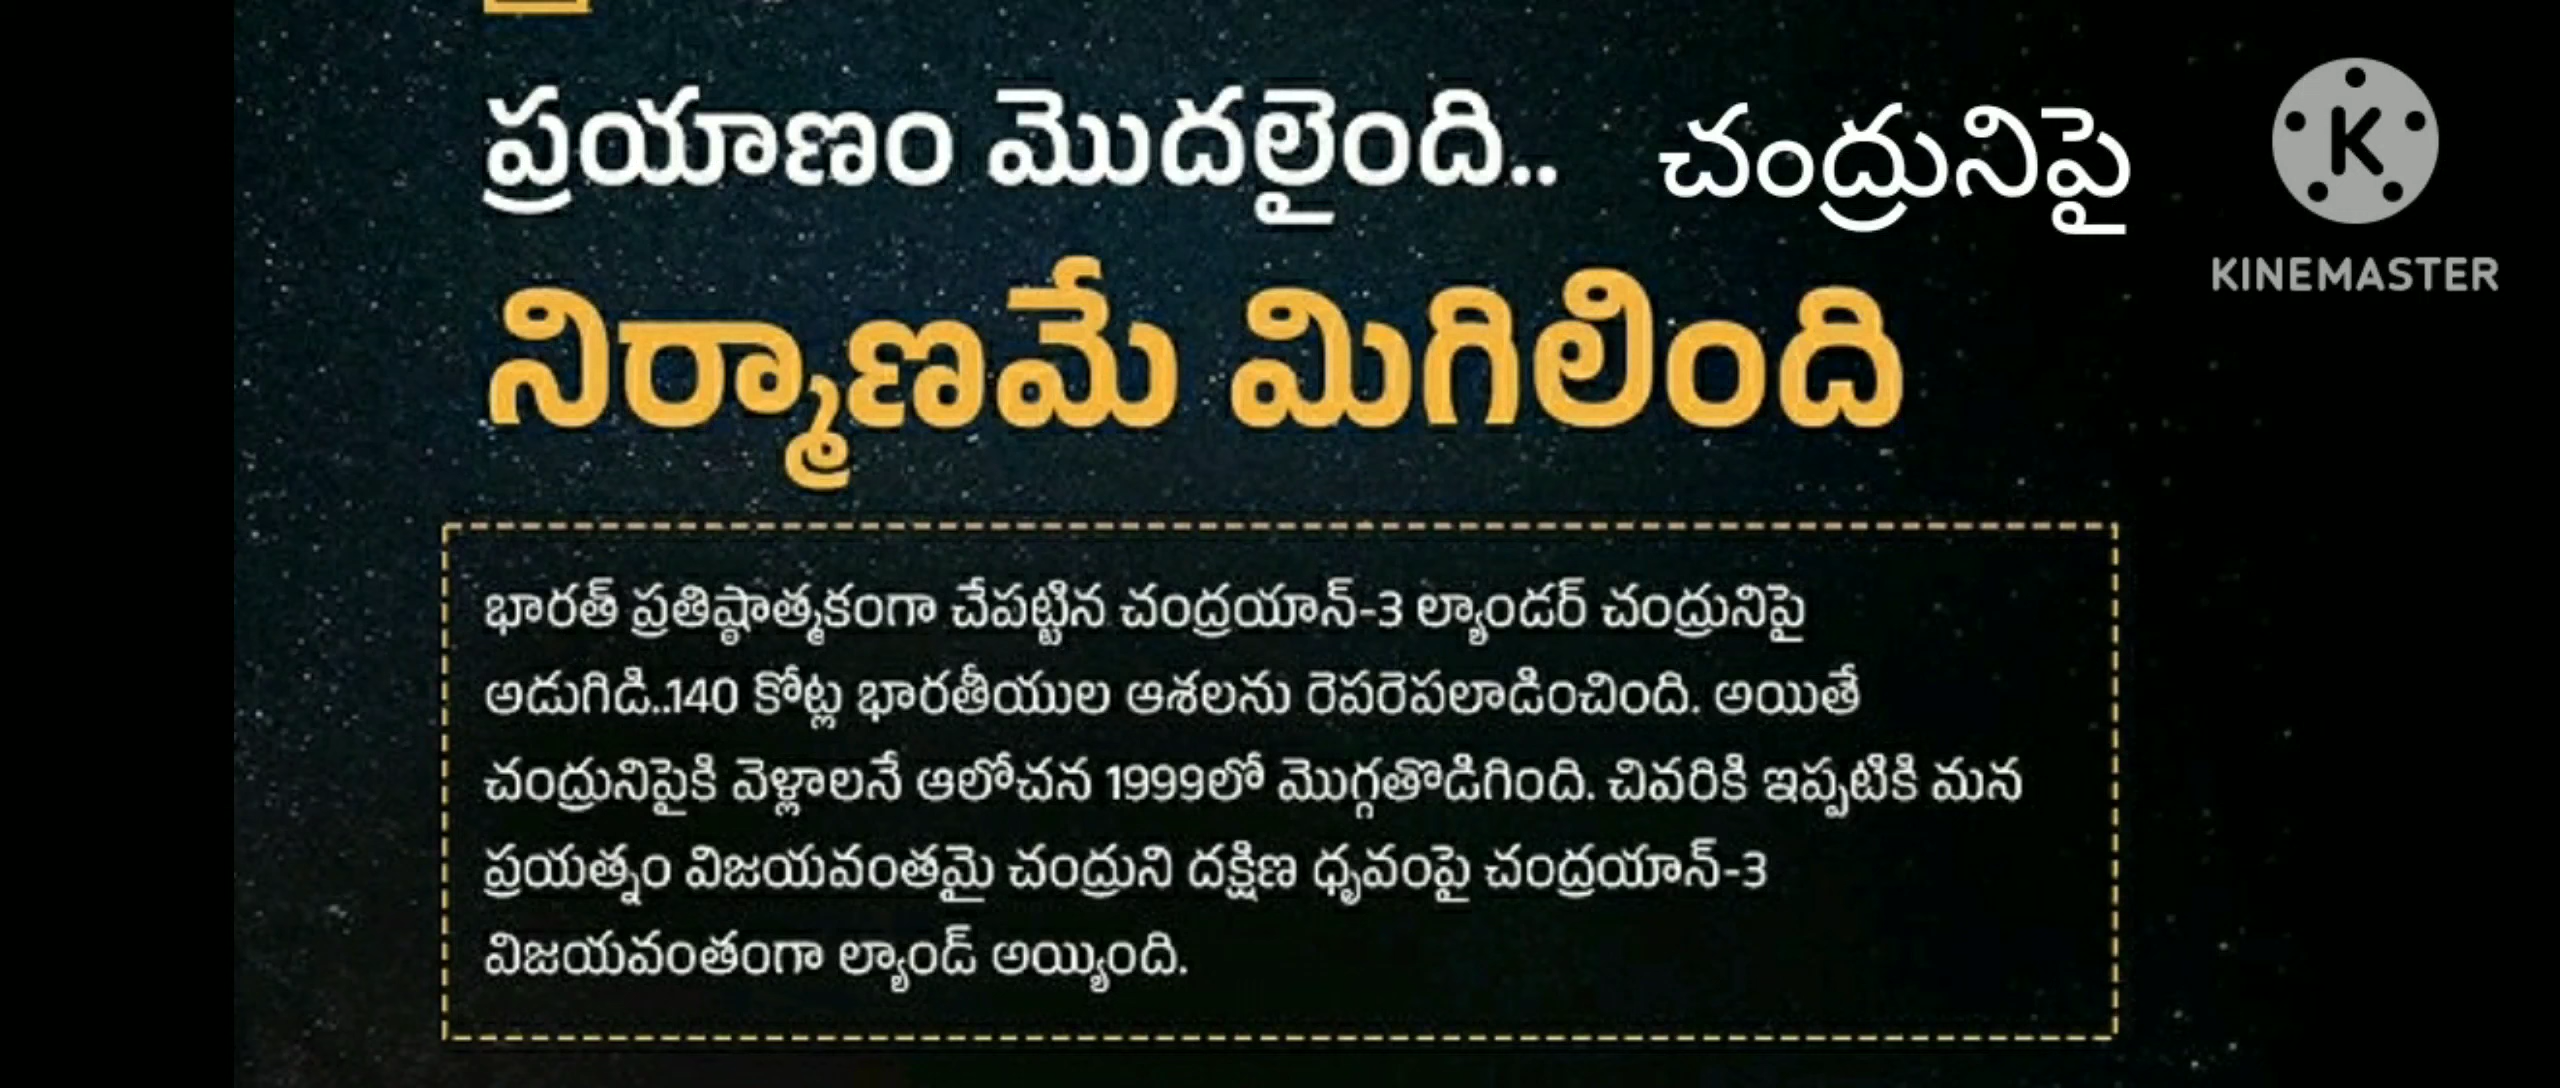 ప్రయాణం మొదలైంది.. చంద్రునిపై
నిర్మాణమే మిగిలింది
భారత్ ప్రతిష్ఠాత్మకంగా చేపట్టిన చంద్రయాన్-3 ల్యాండర్ చంద్రునిపై
అడుగిడి..140 కోట్ల భారతీయుల ఆశలను రెపరెపలాడించింది. అయితే
చంద్రునిపైకి వెళ్లాలనే ఆలోచన 1999లో మొగ్గతొడిగింది. చివరికి ఇప్పటికి మన
ప్రయత్నం విజయవంతమై చంద్రుని దక్షిణ ధృవంపై చంద్రయాన్-3
విజయవంతంగా ల్యాండ్ అయ్యింది.
K
KINEMASTER